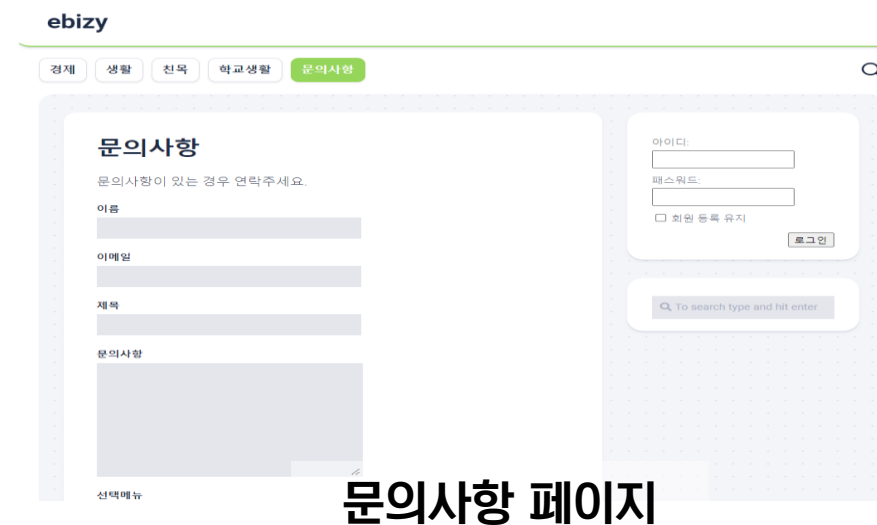 ebizy
경제 생활 친목 학교생활 문의사항
문의사항
문의사항이 있는 경우 연락주세요.
이름
이메일
제목
문의사항
선택메뉴
아이디:
패스워드:
회원 등록 유지
로그인
To search type and hit enter
문의사항 페이지